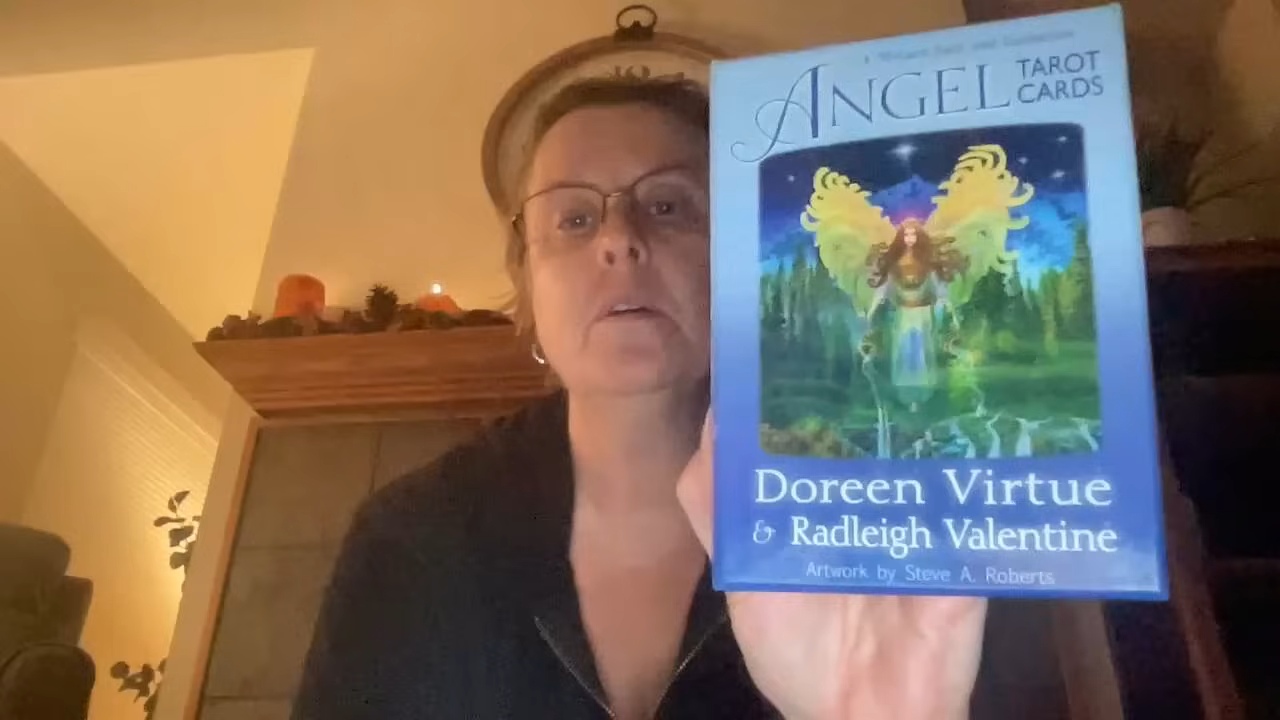 ANGEL TAROT
CARDS
Doreen Virtue
& Radleigh Valentine
Artwork by Steve A. Roberts